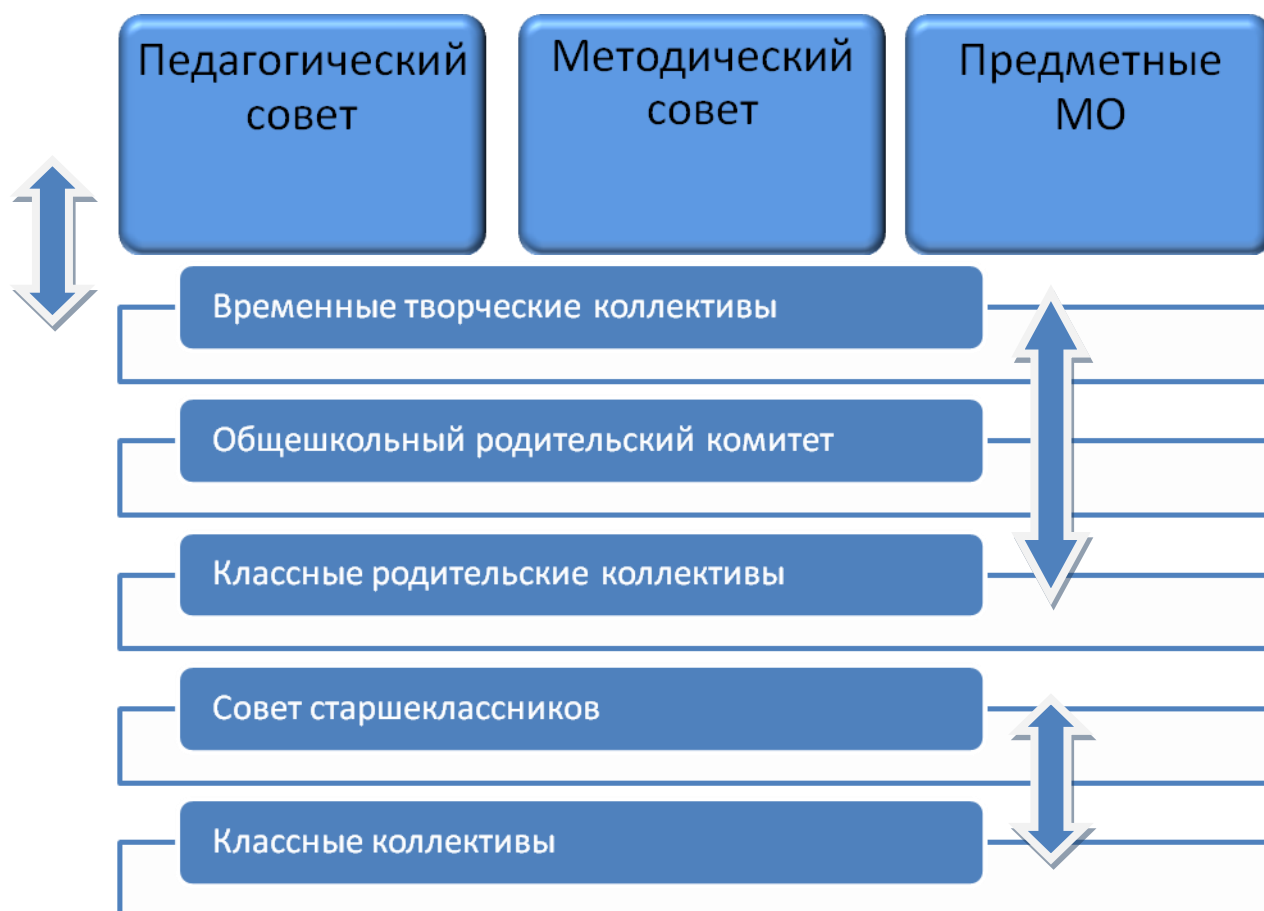 Педагогический
совет
Методический
совет
Предметные
МО
Временные творческие коллективы
Общешкольный родительский комитет
Классные родительские коллективы
Совет старшеклассников
Классные коллективы